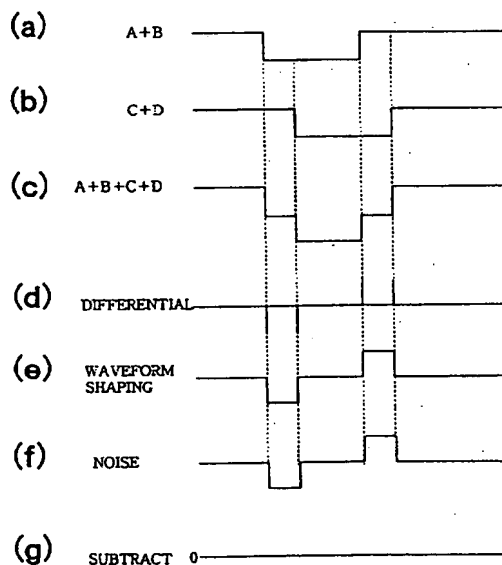 (a) A+B
(b) C+D
(c) A+B+C+D
(d) DIFFERENTIAL
(e) WAVEFORM
SHAPING
(f) NOISE
(g) SUBTRACT 0